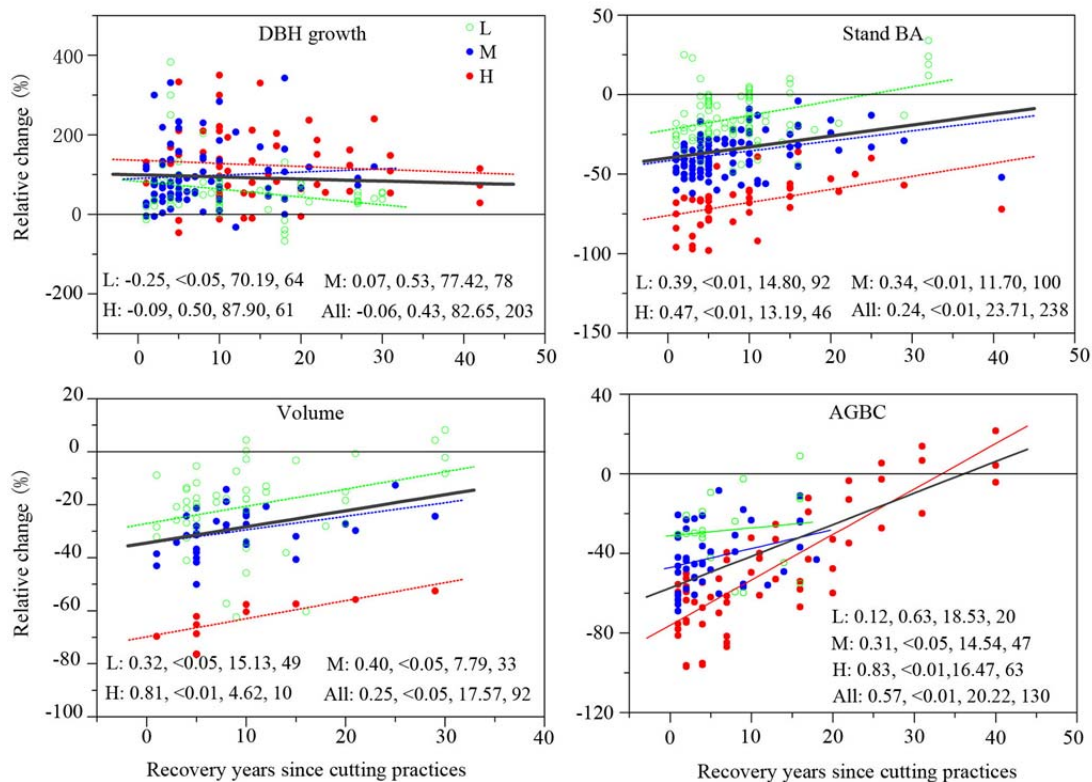 DBH growth
L
M
H
400
200
0
-200
Relative change (%)
L: -0.25, <0.05, 70.19, 64 M: 0.07, 0.53, 77.42, 78
H: -0.09, 0.50, 87.90, 61 All: -0.06, 0.43, 82.65, 203
0 10 20 30 40 50
Stand BA
50
0
-50
-100
-150
L: 0.39, <0.01, 14.80, 92 M: 0.34, <0.01, 11.70, 100
H: 0.47, <0.01, 13.19, 46 All: 0.24, <0.01, 23.71, 238
0 10 20 30 40 50
Volume
20
0
-20
-40
-60
-80
-100
Relative change (%)
L: 0.32, <0.05, 15.13, 49 M: 0.40, <0.05, 7.79, 33
H: 0.81, <0.01, 4.62, 10 All: 0.25, <0.05, 17.57, 92
0 10 20 30 40
Recovery years since cutting practices
AGBC
40
0
-40
-80
-120
L: 0.12, 0.63, 18.53, 20
M: 0.31, <0.05, 14.54, 47
H: 0.83, <0.01,16.47, 63
All: 0.57, <0.01, 20.22, 130
0 10 20 30 40 50
Recovery years since cutting practices